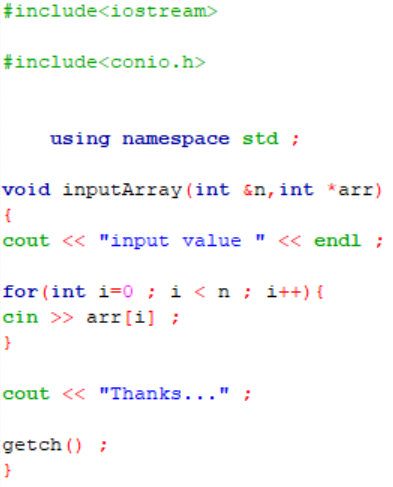 #include<iostream>
#include<conio.h>
using namespace std ;
void inputArray(int &n,int *arr)
{
cout << "input value " << endl ;
for(int i=0 ; i < n ; i++){
cin >> arr[i] ;
}
cout << "Thanks..." ;
getch() ;
}